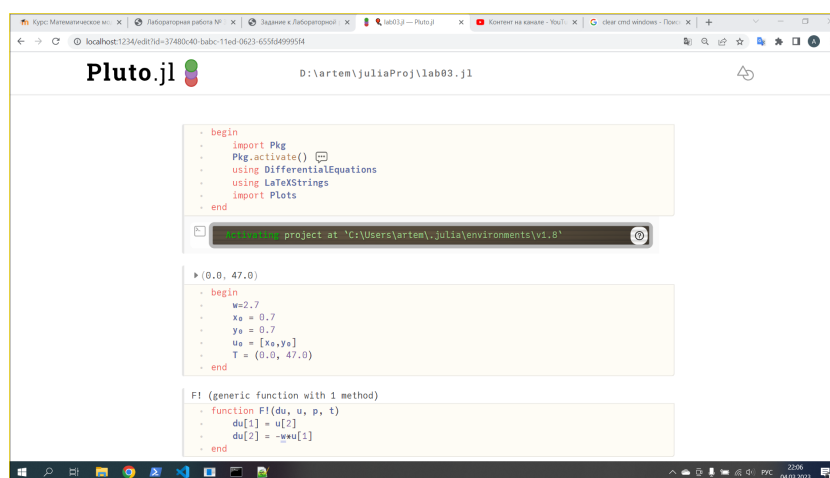 Курс: Математическое мо
Лабораторная работа №
Задание к Лабораторной р
lab03.jl — Pluto.jl
Контент на канале - YouTu
clear cmd windows - Поис
localhost:1234/edit?id=37480c40-babc-11ed-0623-655fd49995f4
Pluto.jl
D:\artem\juliaProj\lab03.jl
begin
import Pkg
Pkg.activate()
using DifferentialEquations
using LaTeXStrings
import Plots
end
Activating project at `C:\Users\artem\.julia\environments\v1.8`
(0.0, 47.0)
begin
w=2.7
x₀ = 0.7
y₀ = 0.7
u₀ = [x₀,y₀]
T = (0.0, 47.0)
end
F! (generic function with 1 method)
function F!(du, u, p, t)
du[1] = u[2]
du[2] = -w*u[1]
end
РУС
22:06
04.03.2023